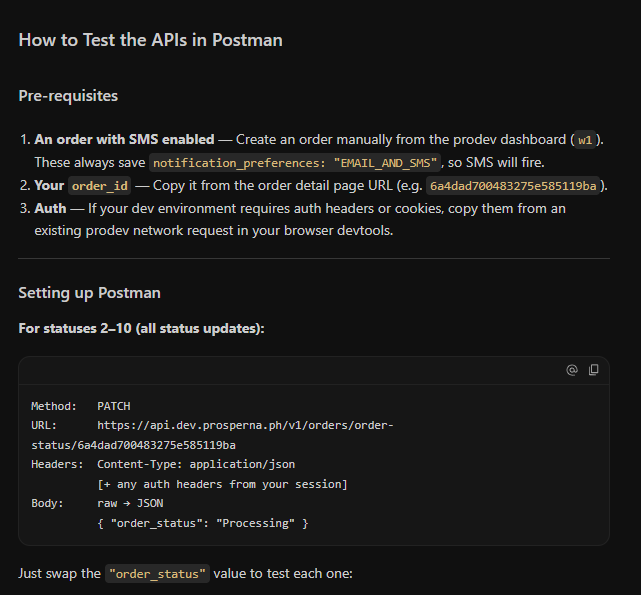 How to Test the APIs in Postman
Pre-requisites
1. An order with SMS enabled — Create an order manually from the prodev dashboard (w1).
These always save notification_preferences: "EMAIL_AND_SMS", so SMS will fire.
2. Your order_id — Copy it from the order detail page URL (e.g. 6a4dad700483275e585119ba).
3. Auth — If your dev environment requires auth headers or cookies, copy them from an
existing prodev network request in your browser devtools.
Setting up Postman
For statuses 2–10 (all status updates):
Method: PATCH
URL: https://api.dev.prosperna.ph/v1/orders/order-
status/6a4dad700483275e585119ba
Headers: Content-Type: application/json
[+ any auth headers from your session]
Body: raw → JSON
{ "order_status": "Processing" }
Just swap the "order_status" value to test each one: